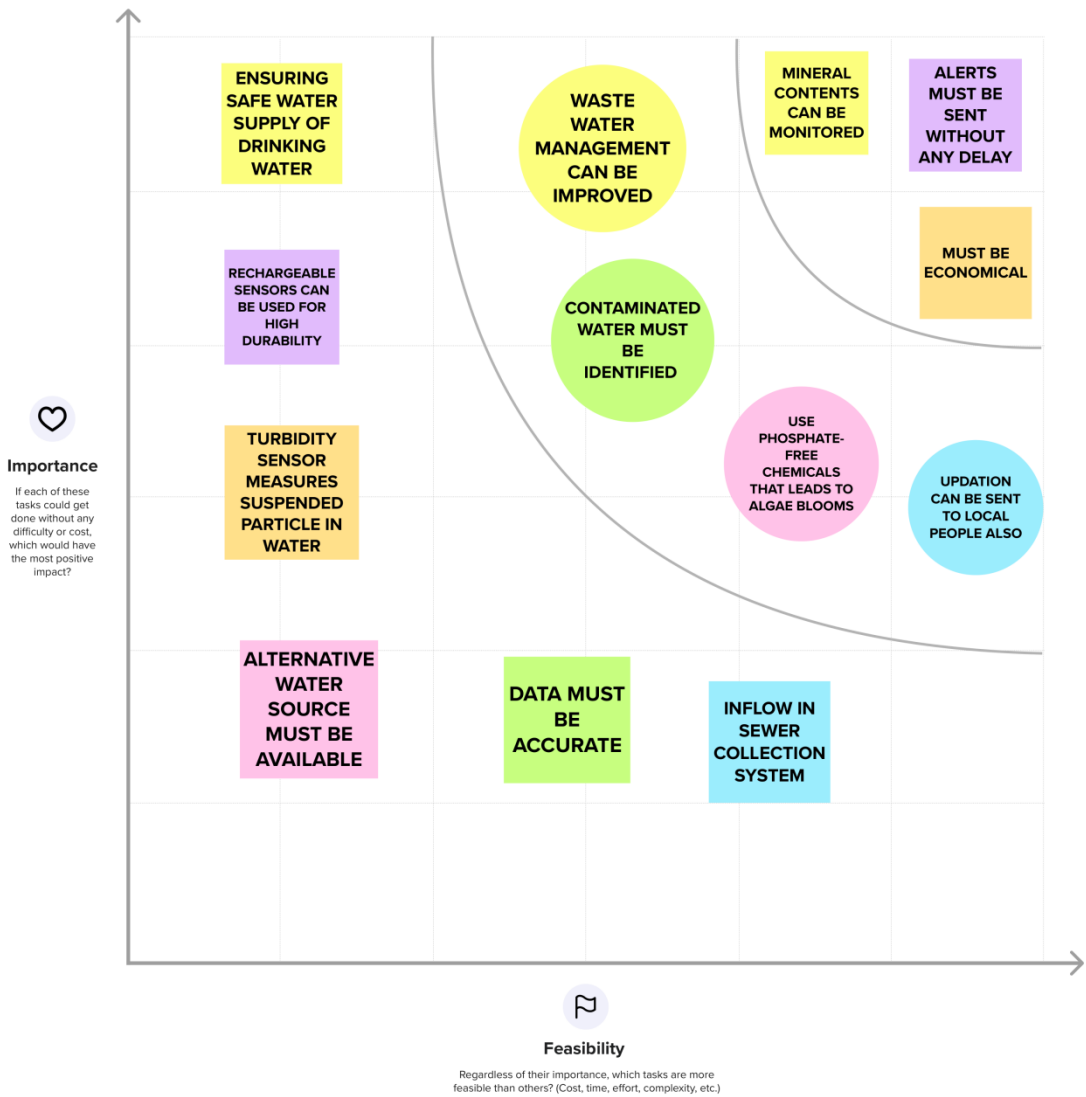 ENSURING
SAFE WATER
SUPPLY OF
DRINKING
WATER
WASTE
WATER
MANAGEMENT
CAN BE
IMPROVED
MINERAL
CONTENTS
CAN BE
MONITORED
ALERTS
MUST BE
SENT
WITHOUT
ANY DELAY
MUST BE
ECONOMICAL
RECHARGEABLE
SENSORS CAN
BE USED FOR
HIGH
DURABILITY
CONTAMINATED
WATER MUST
BE
IDENTIFIED
USE
PHOSPHATE-
FREE
CHEMICALS
THAT LEADS TO
ALGAE BLOOMS
UPDATION
CAN BE SENT
TO LOCAL
PEOPLE ALSO
Importance
If each of these
tasks could get
done without any
difficulty or cost,
which would have
the most positive
impact?
TURBIDITY
SENSOR
MEASURES
SUSPENDED
PARTICLE IN
WATER
ALTERNATIVE
WATER
SOURCE
MUST BE
AVAILABLE
DATA MUST
BE
ACCURATE
INFLOW IN
SEWER
COLLECTION
SYSTEM
Feasibility
Regardless of their importance, which tasks are more
feasible than others? (Cost, time, effort, complexity, etc.)